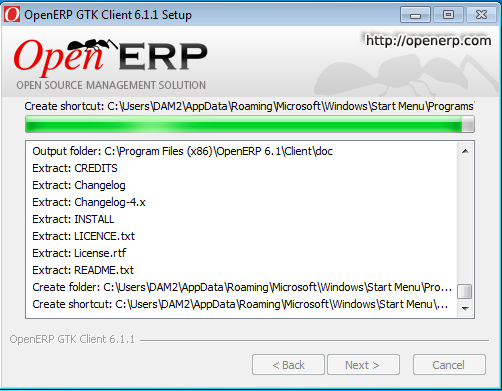 OpenERP GTK Client 6.1.1 Setup
http://openerp.com
Open ERP
OPEN SOURCE MANAGEMENT SOLUTION
Create shortcut: C:\Users\DAM2\AppData\Roaming\Microsoft\Windows\Start Menu\Programs
Output folder: C:\Program Files (x86)\OpenERP 6.1\Client\doc
Extract: CREDITS
Extract: Changelog
Extract: Changelog-4.x
Extract: INSTALL
Extract: LICENCE.txt
Extract: License.rtf
Extract: README.txt
Create folder: C:\Users\DAM2\AppData\Roaming\Microsoft\Windows\Start Menu\Pro...
Create shortcut: C:\Users\DAM2\AppData\Roaming\Microsoft\Windows\Start Menu\...
OpenERP GTK Client 6.1.1
< Back Next > Cancel